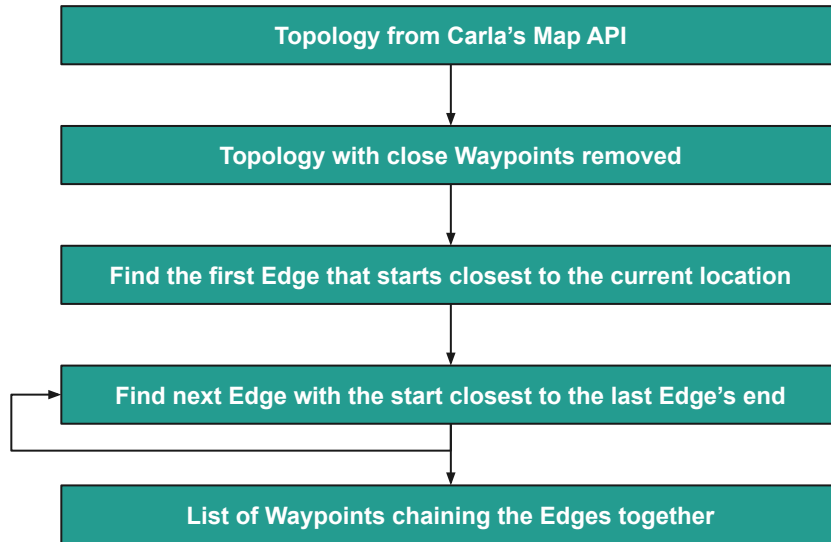 Topology from Carla’s Map API
Topology with close Waypoints removed
Find the first Edge that starts closest to the current location
Find next Edge with the start closest to the last Edge’s end
List of Waypoints chaining the Edges together